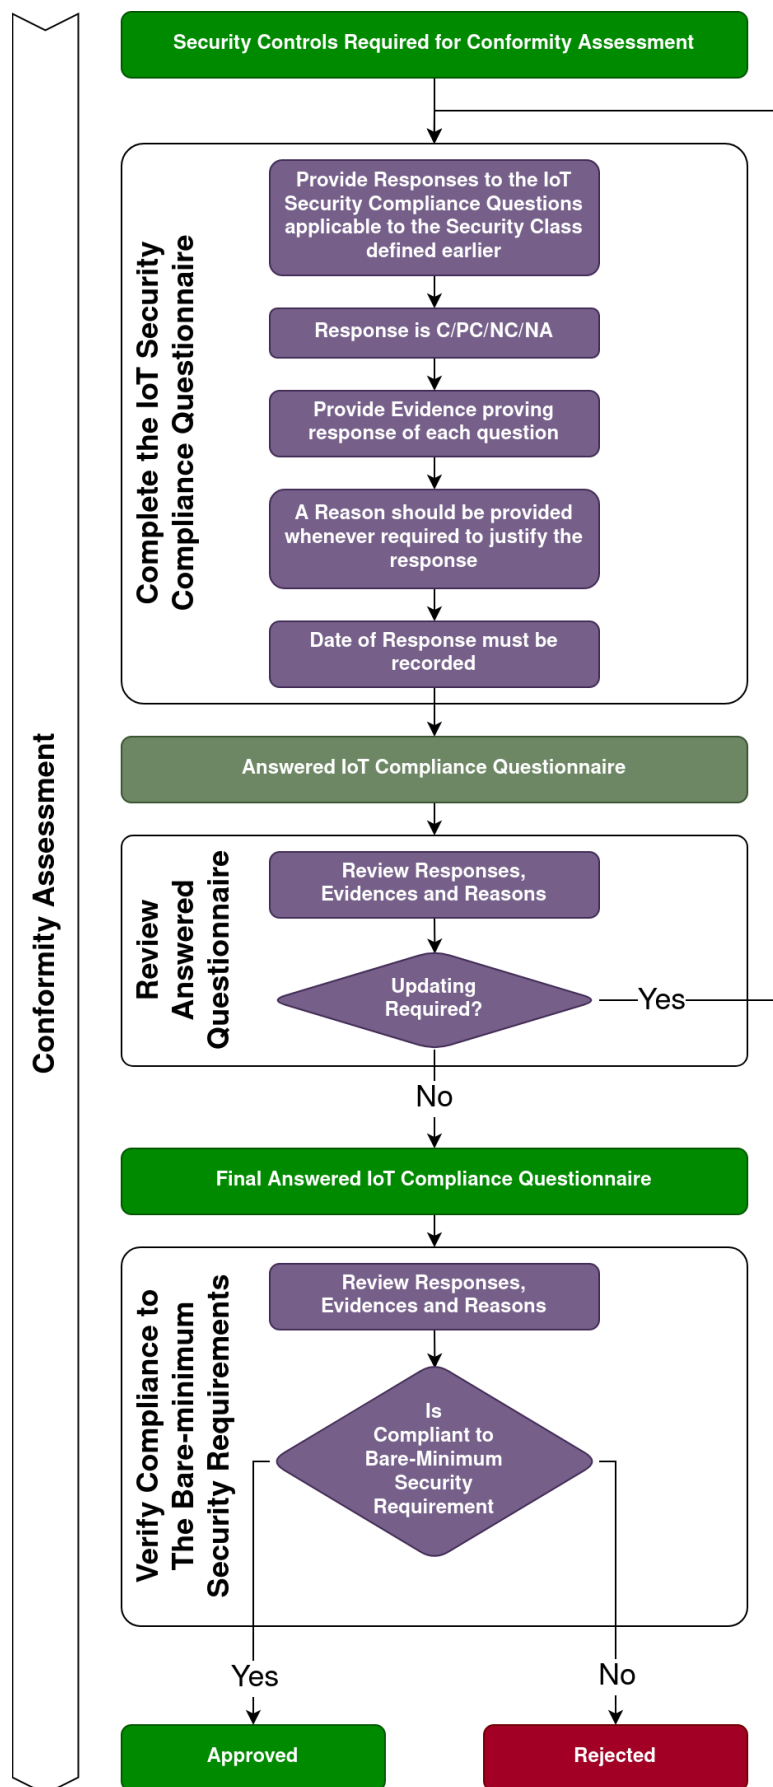 Security Controls Required for Conformity Assessment
Complete the IoT Security
Compliance Questionnaire
Provide Responses to the IoT
Security Compliance Questions
applicable to the Security Class
defined earlier
Response is C/PC/NC/NA
Provide Evidence proving
response of each question
A Reason should be provided
whenever required to justify the
response
Date of Response must be
recorded
Conformity Assessment
Answered IoT Compliance Questionnaire
Review
Answered
Questionnaire
Review Responses,
Evidences and Reasons
Updating
Required?
Yes
No
Final Answered IoT Compliance Questionnaire
Verify Compliance to
The Bare-minimum
Security Requirements
Review Responses,
Evidences and Reasons
Is
Compliant to
Bare-Minimum
Security
Requirement
Yes
No
Approved
Rejected